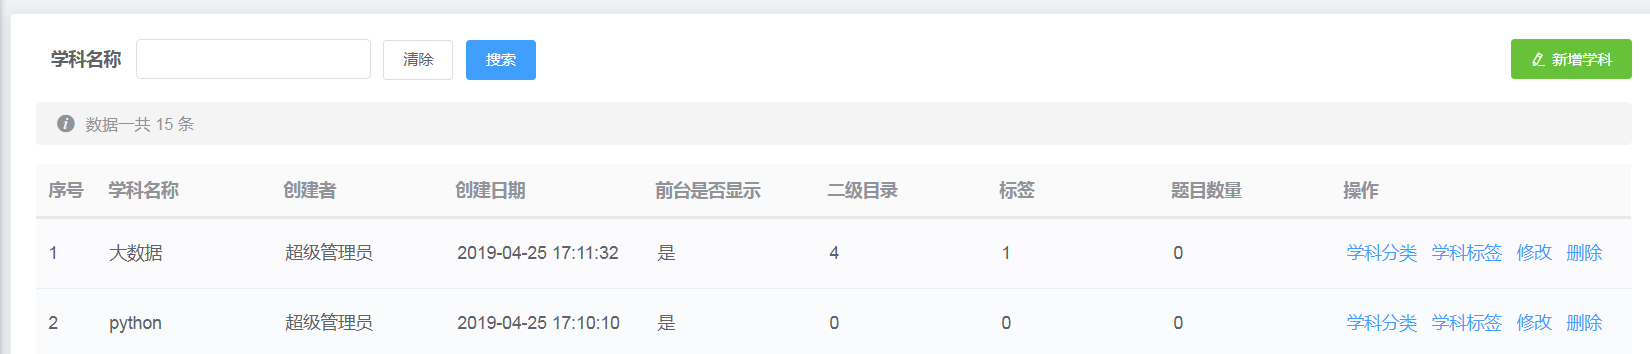 学科名称 清除 搜索 新增学科
数据一共 15 条
序号 学科名称 创建者 创建日期 前台是否显示 二级目录 标签 题目数量 操作
1 大数据 超级管理员 2019-04-25 17:11:32 是 4 1 0 学科分类 学科标签 修改 删除
2 python 超级管理员 2019-04-25 17:10:10 是 0 0 0 学科分类 学科标签 修改 删除